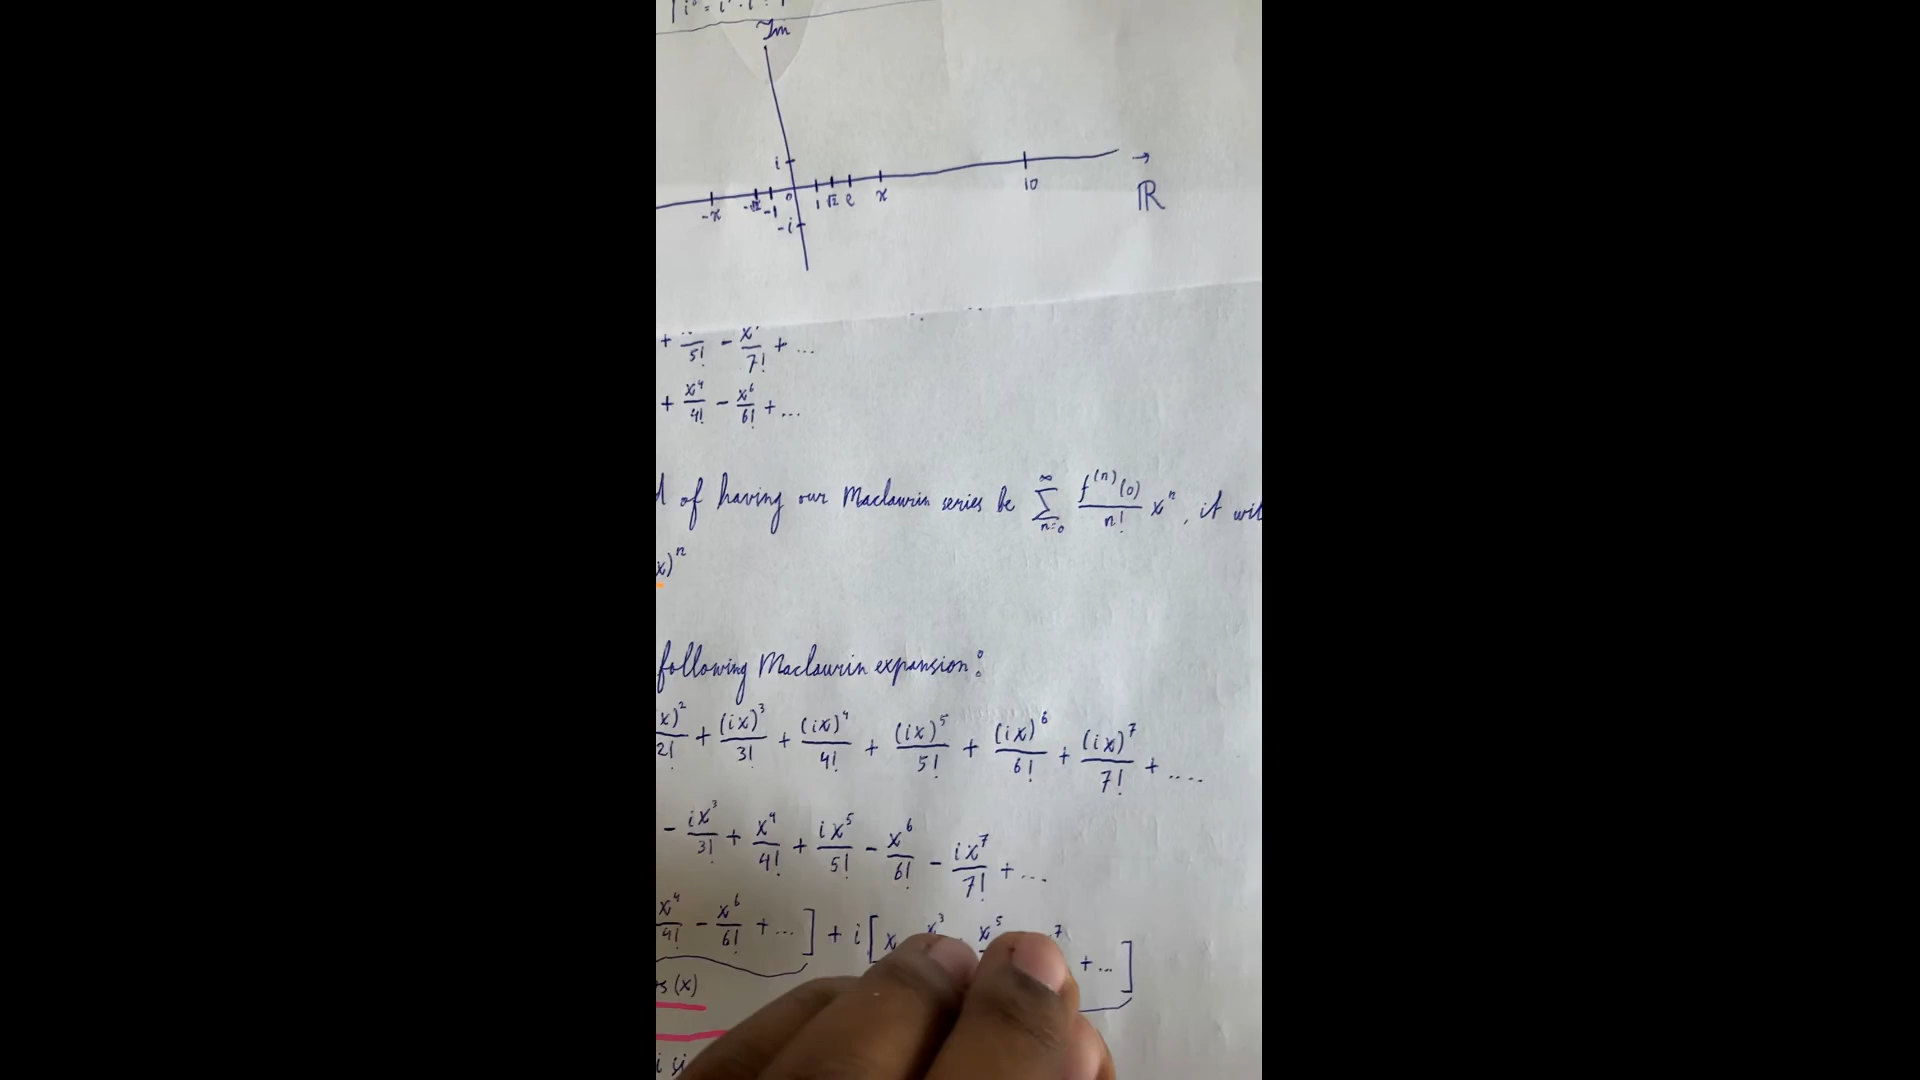 Im
i
-π -√2 -1 0 1 √2 e π 10
ℝ
-i
+ /5! - x/7! + ...
+ x⁴/4! - x⁶/6! + ...
of having our Maclaurin series be ∑_{n=0}^{∞} f⁽ⁿ⁾(0)/n! xⁿ, it
x)ⁿ
following Maclaurin expansion:
x)²/2! + (ix)³/3! + (ix)⁴/4! + (ix)⁵/5! + (ix)⁶/6! + (ix)⁷/7! + ....
- ix³/3! + x⁴/4! + ix⁵/5! - x⁶/6! - ix⁷/7! + ...
x⁴/4! - x⁶/6! + ...] + i[x x³ x⁵ ⁷ + ...]
s(x)
i